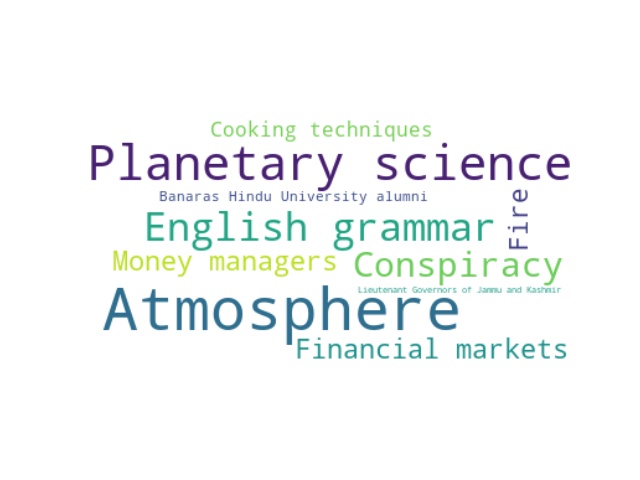 Cooking techniques
Planetary science
Banaras Hindu University alumni
Fire
English grammar
Money managers
Conspiracy
Lieutenant Governors of Jammu and Kashmir
Atmosphere
Financial markets